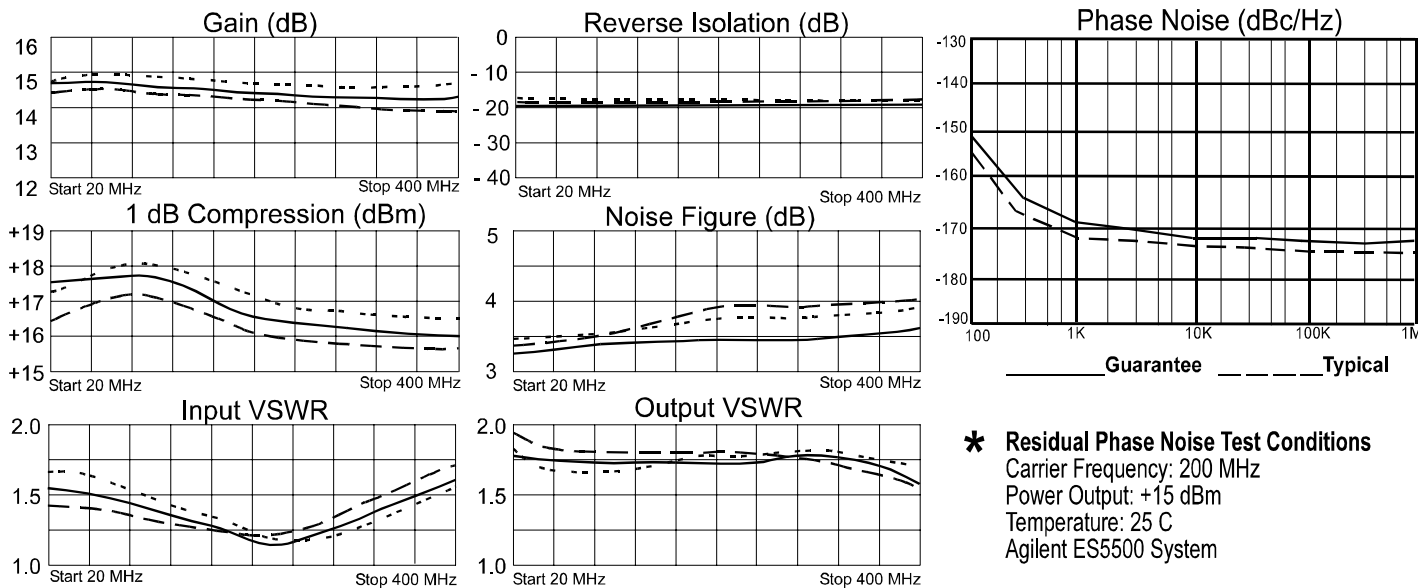 Gain (dB)
16
15
14
13
12
Start 20 MHz
Stop 400 MHz
Reverse Isolation (dB)
0
- 10
- 20
- 30
- 40
Start 20 MHz
Stop 400 MHz
Phase Noise (dBc/Hz)
-130
-140
-150
-160
-170
-180
-190
100
1K
10K
100K
1M
Guarantee
Typical
1 dB Compression (dBm)
+19
+18
+17
+16
+15
Start 20 MHz
Stop 400 MHz
Noise Figure (dB)
5
4
3
Start 20 MHz
Stop 400 MHz
Input VSWR
2.0
1.5
1.0
Start 20 MHz
Stop 400 MHz
Output VSWR
2.0
1.5
1.0
Start 20 MHz
Stop 400 MHz
* Residual Phase Noise Test Conditions
Carrier Frequency: 200 MHz
Power Output: +15 dBm
Temperature: 25 C
Agilent ES5500 System